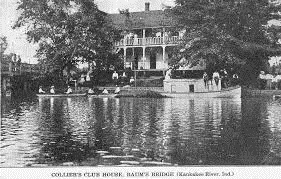 COLLIER'S CLUB HOUSE, BAUM'S BRIDGE (Kankakee River. Ind.)